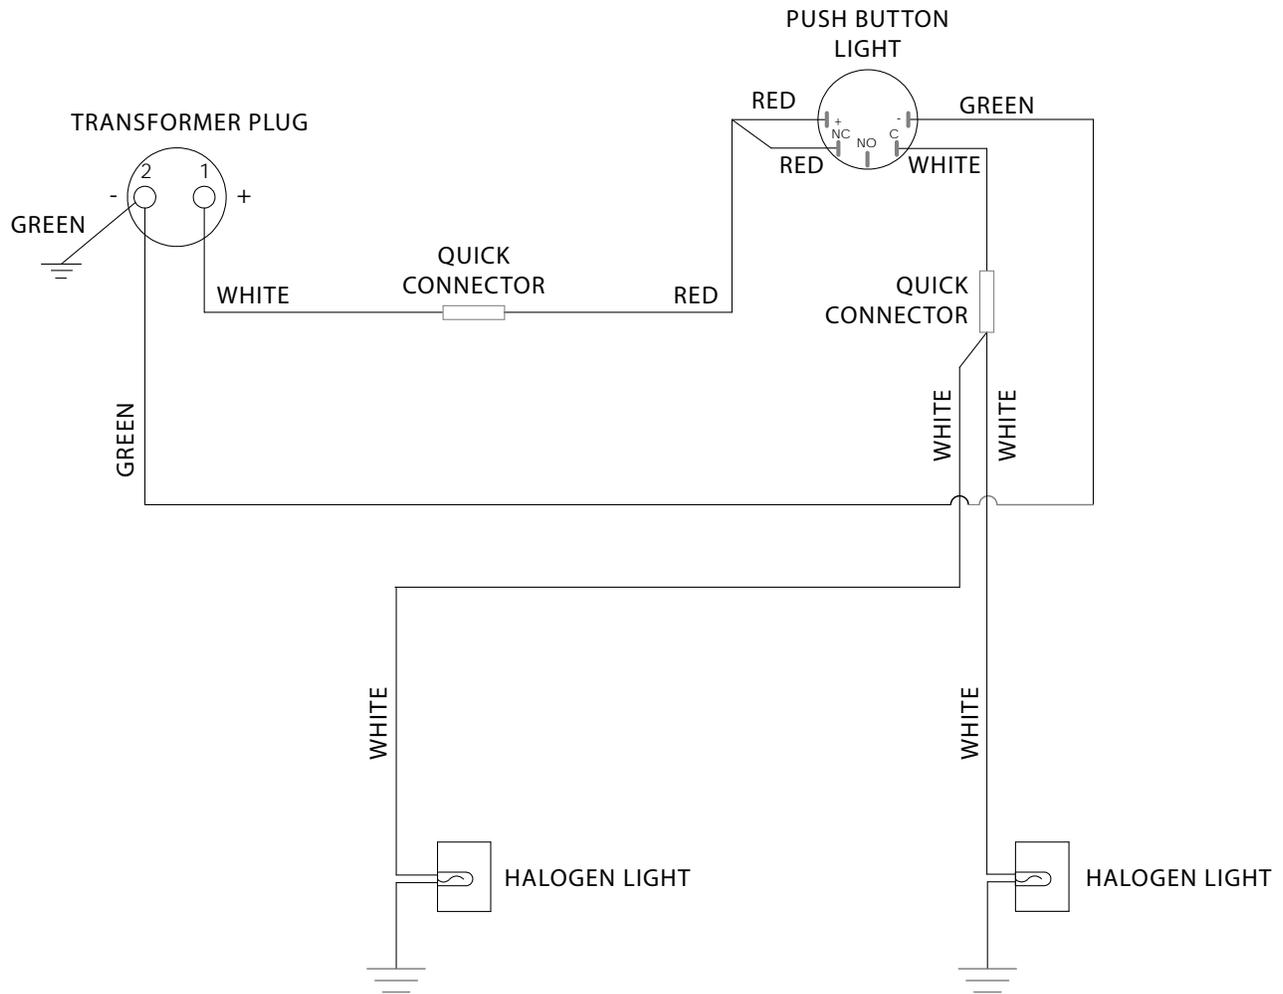 PUSH BUTTON
LIGHT
RED
GREEN
TRANSFORMER PLUG
+
-
NC
NO
C
RED
WHITE
2
1
-
+
GREEN
QUICK
CONNECTOR
WHITE
RED
QUICK
CONNECTOR
GREEN
WHITE
WHITE
WHITE
WHITE
HALOGEN LIGHT
HALOGEN LIGHT